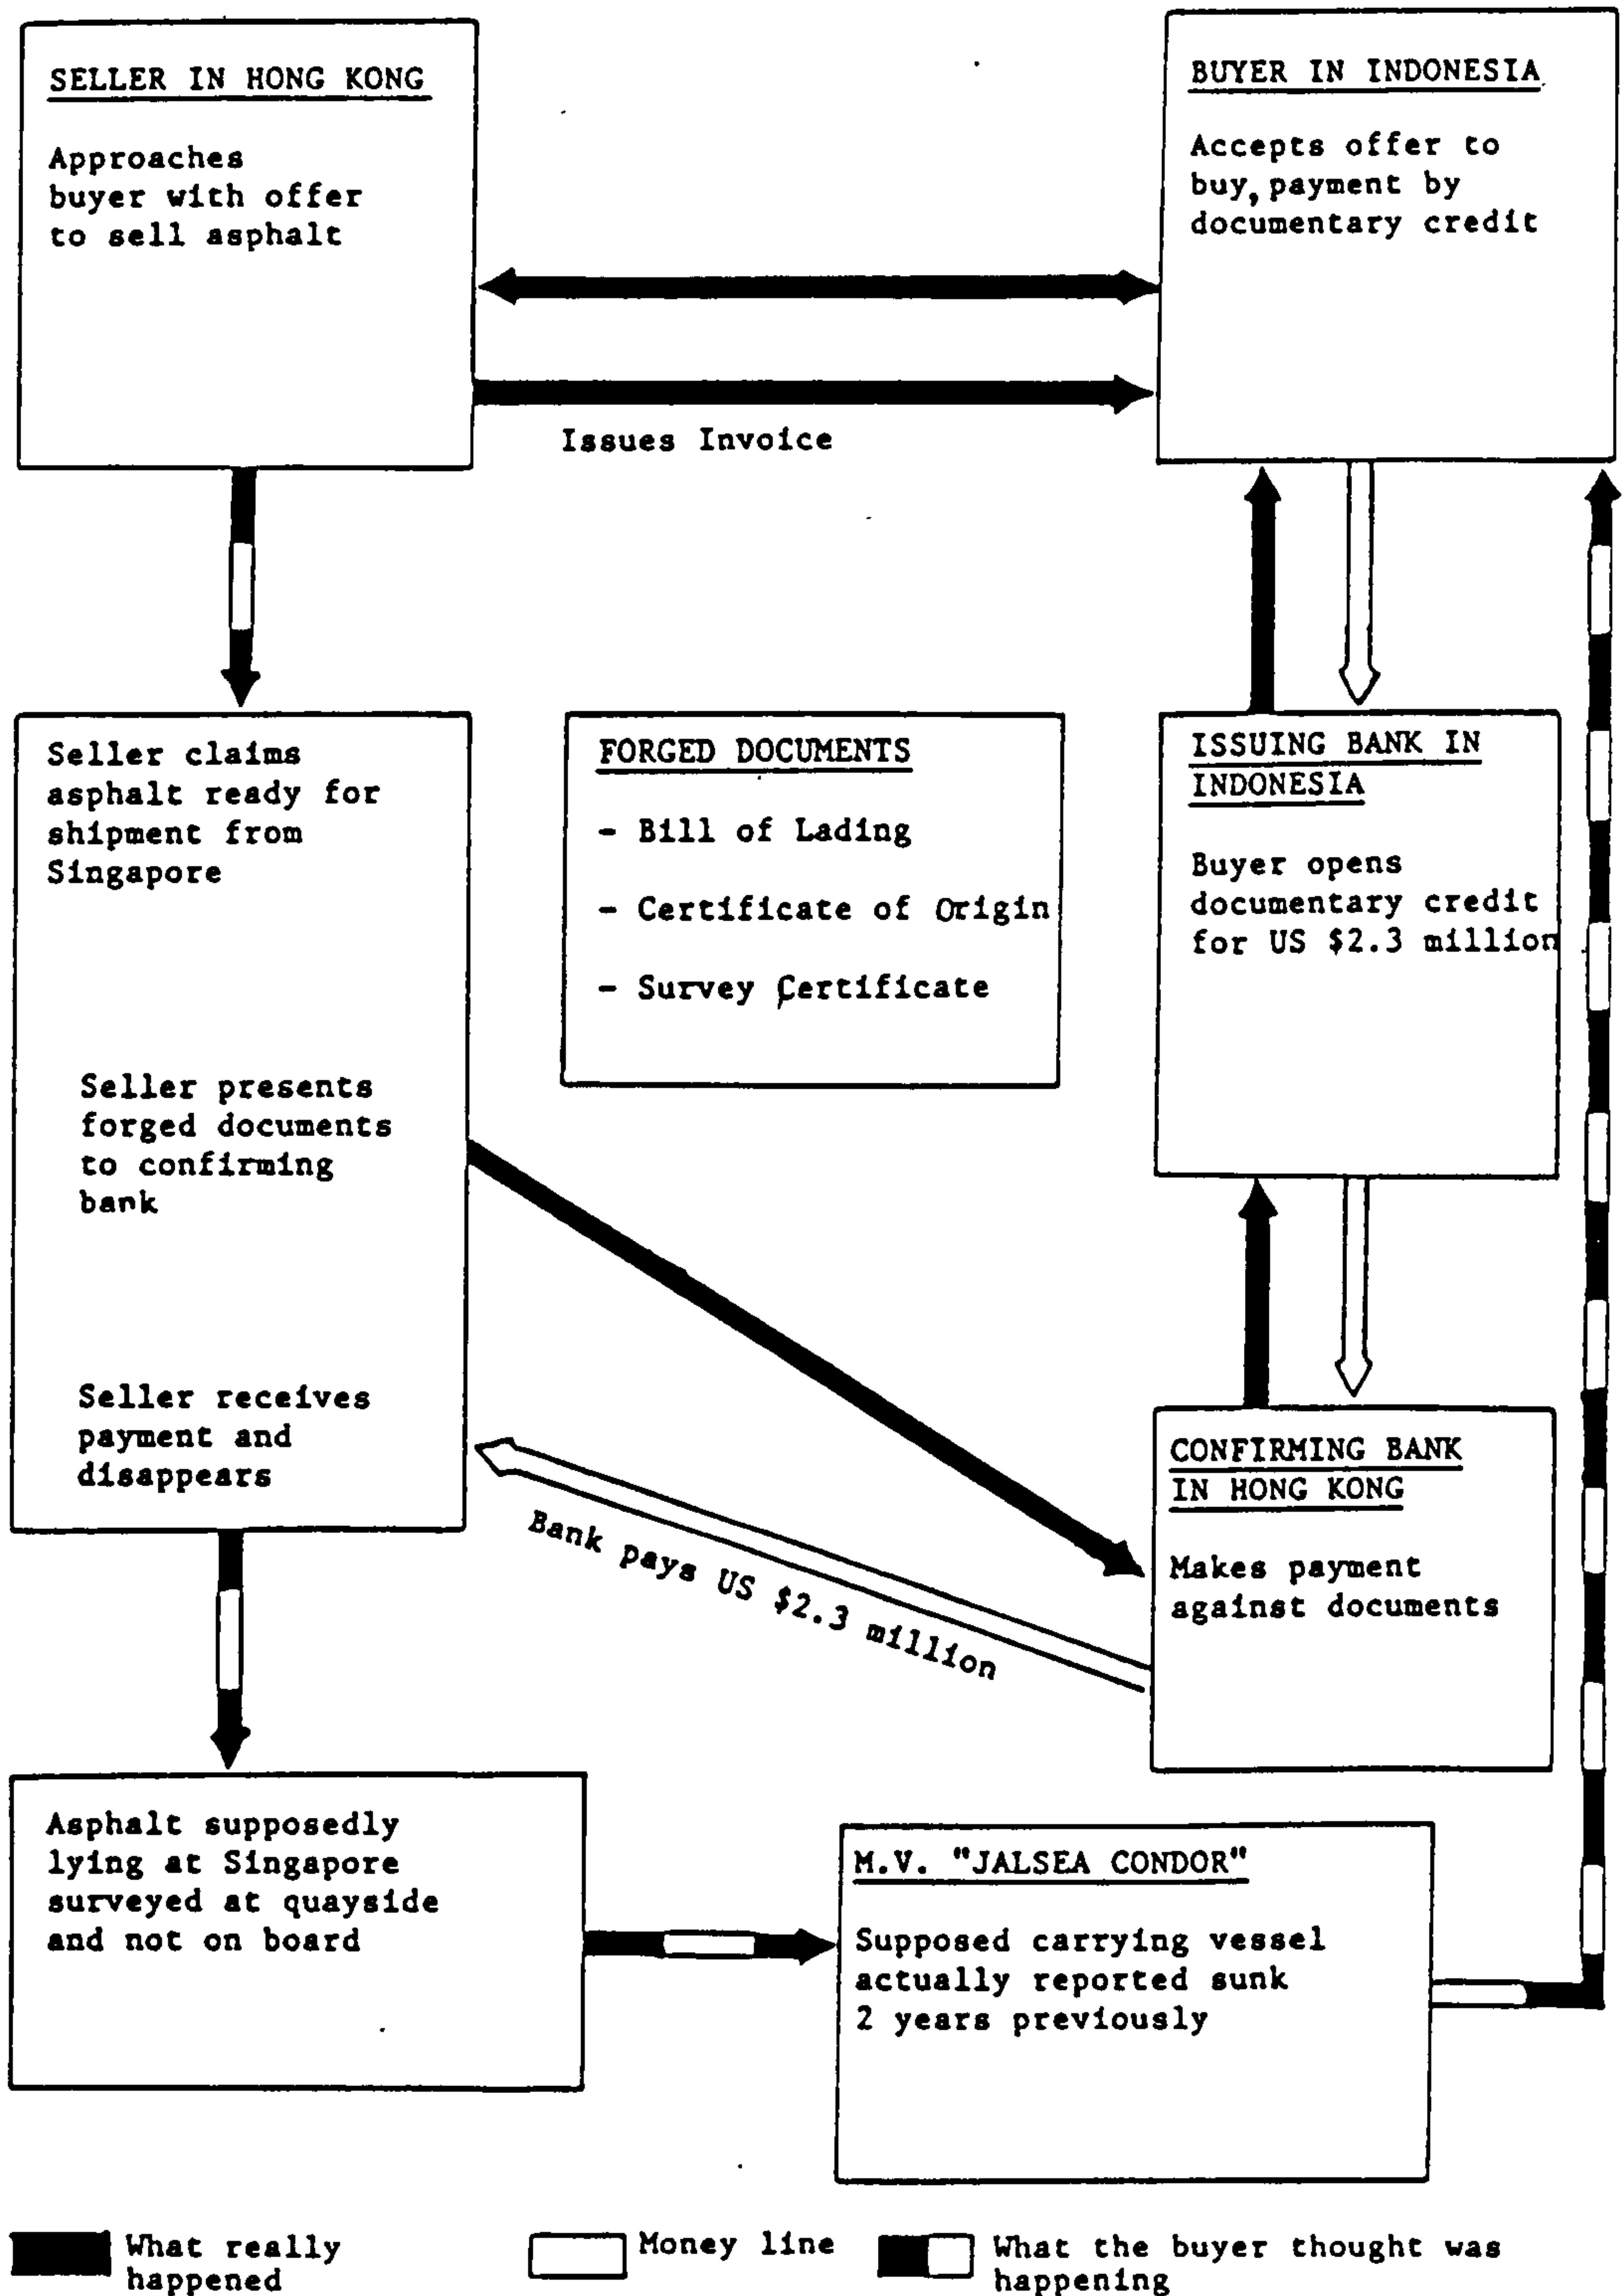 SELLER IN HONG KONG
Approaches
buyer with offer
to sell asphalt
BUYER IN INDONESIA
Accepts offer to
buy, payment by
documentary credit
Issues Invoice
Seller claims
asphalt ready for
shipment from
Singapore
Seller presents
forged documents
to confirming
bank
Seller receives
payment and
disappears
FORGED DOCUMENTS
- Bill of Lading
- Certificate of Origin
- Survey Certificate
ISSUING BANK IN
INDONESIA
Buyer opens
documentary credit
for US $2.3 million
CONFIRMING BANK
IN HONG KONG
Makes payment
against documents
Bank pays US $2.3 million
Asphalt supposedly
lying at Singapore
surveyed at quayside
and not on board
M.V. "JALSEA CONDOR"
Supposed carrying vessel
actually reported sunk
2 years previously
What really
happened
Money line
What the buyer thought was
happening